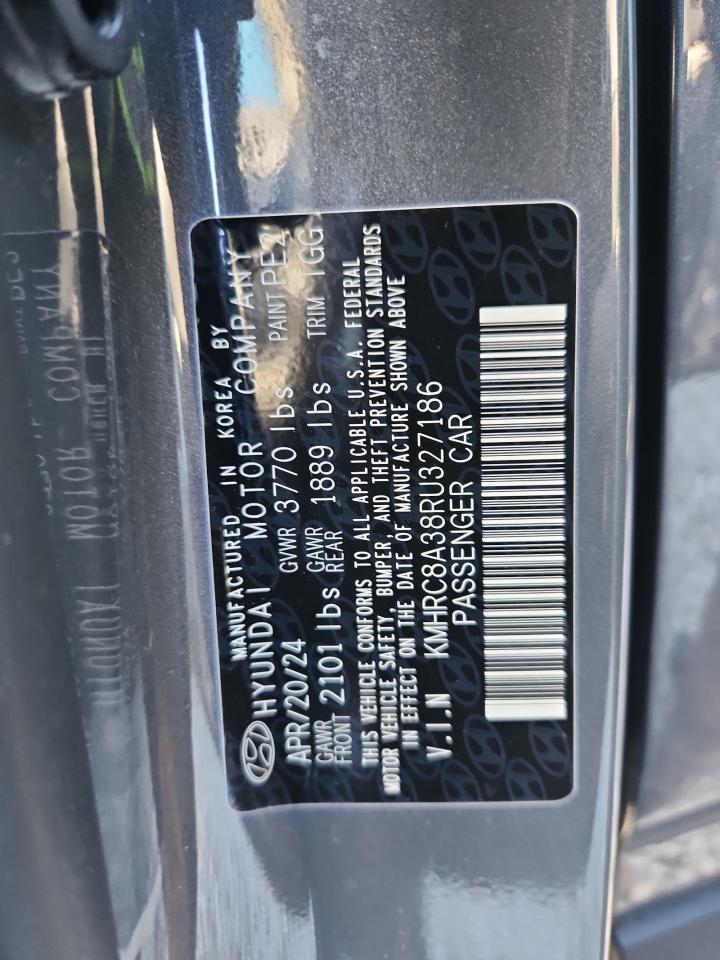 MANUFACTURED IN KOREA BY
HYUNDAI MOTOR COMPANY
APR/20/24 GVWR 3770 lbs PAINT PE2
GAWR FRONT 2101 lbs GAWR REAR 1889 lbs TRIM TGG
THIS VEHICLE CONFORMS TO ALL APPLICABLE U.S.A. FEDERAL
MOTOR VEHICLE SAFETY, BUMPER, AND THEFT PREVENTION STANDARDS
IN EFFECT ON THE DATE OF MANUFACTURE SHOWN ABOVE
V.I.N KMHRC8A38RU327186
PASSENGER CAR